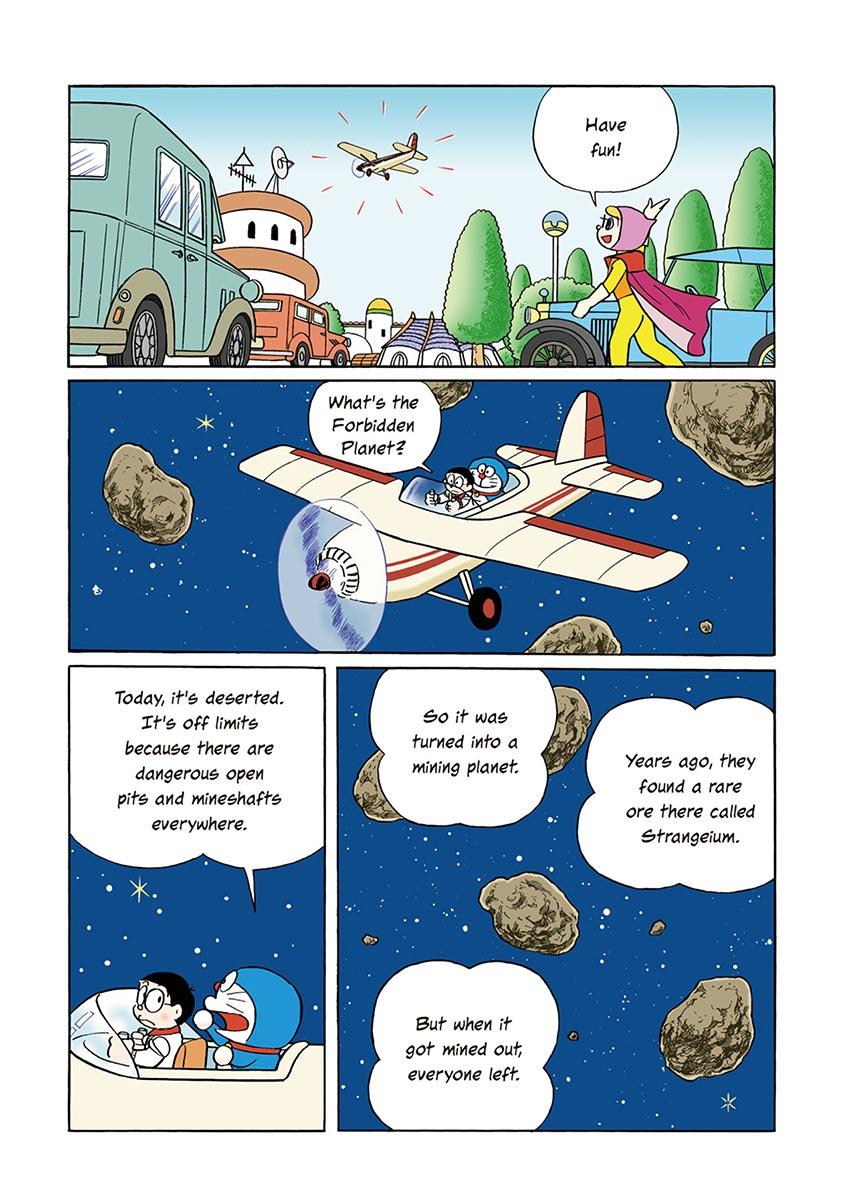 Have
fun!
What's the
Forbidden
Planet?
Years ago, they
found a rare
ore there called
Strangeium.
So it was
turned into a
mining planet.
But when it
got mined out,
everyone left.
Today, it's deserted.
It's off limits
because there are
dangerous open
pits and mineshafts
everywhere.